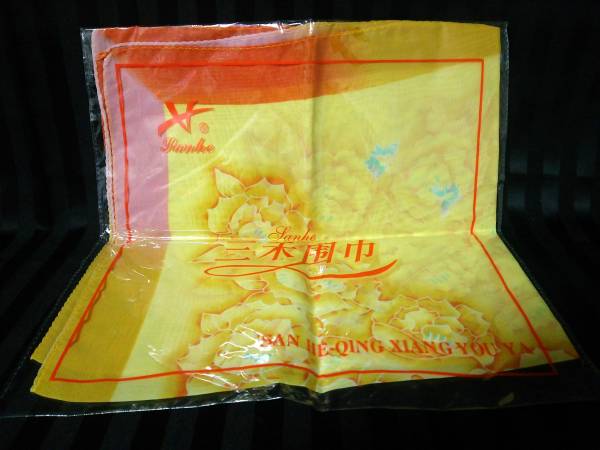 ®
Sanhe
Sanhe
三禾围巾
SAN HE-QING XIANG YOU YA